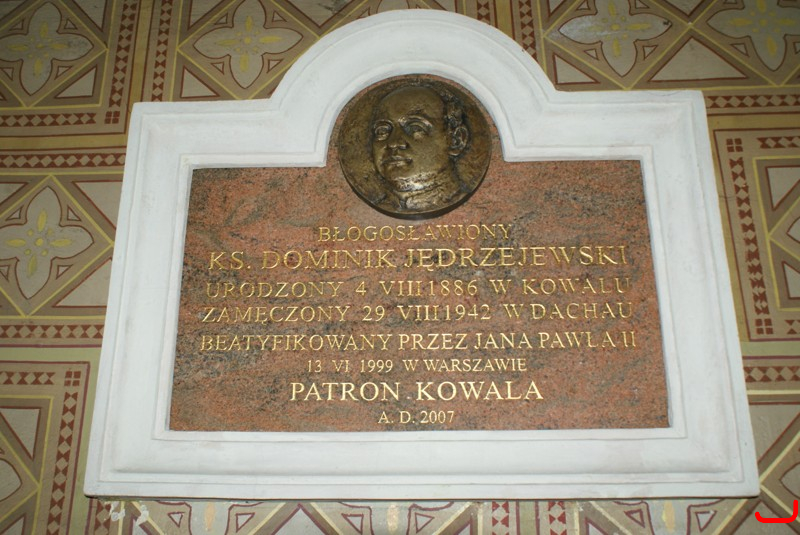 BŁOGOSŁAWIONY
KS. DOMINIK JĘDRZEJEWSKI
URODZONY 4 VIII 1886 W KOWALU
ZAMĘCZONY 29 VIII 1942 W DACHAU
BEATYFIKOWANY PRZEZ JANA PAWŁA II
13 VI 1999 W WARSZAWIE
PATRON KOWALA
A. D. 2007